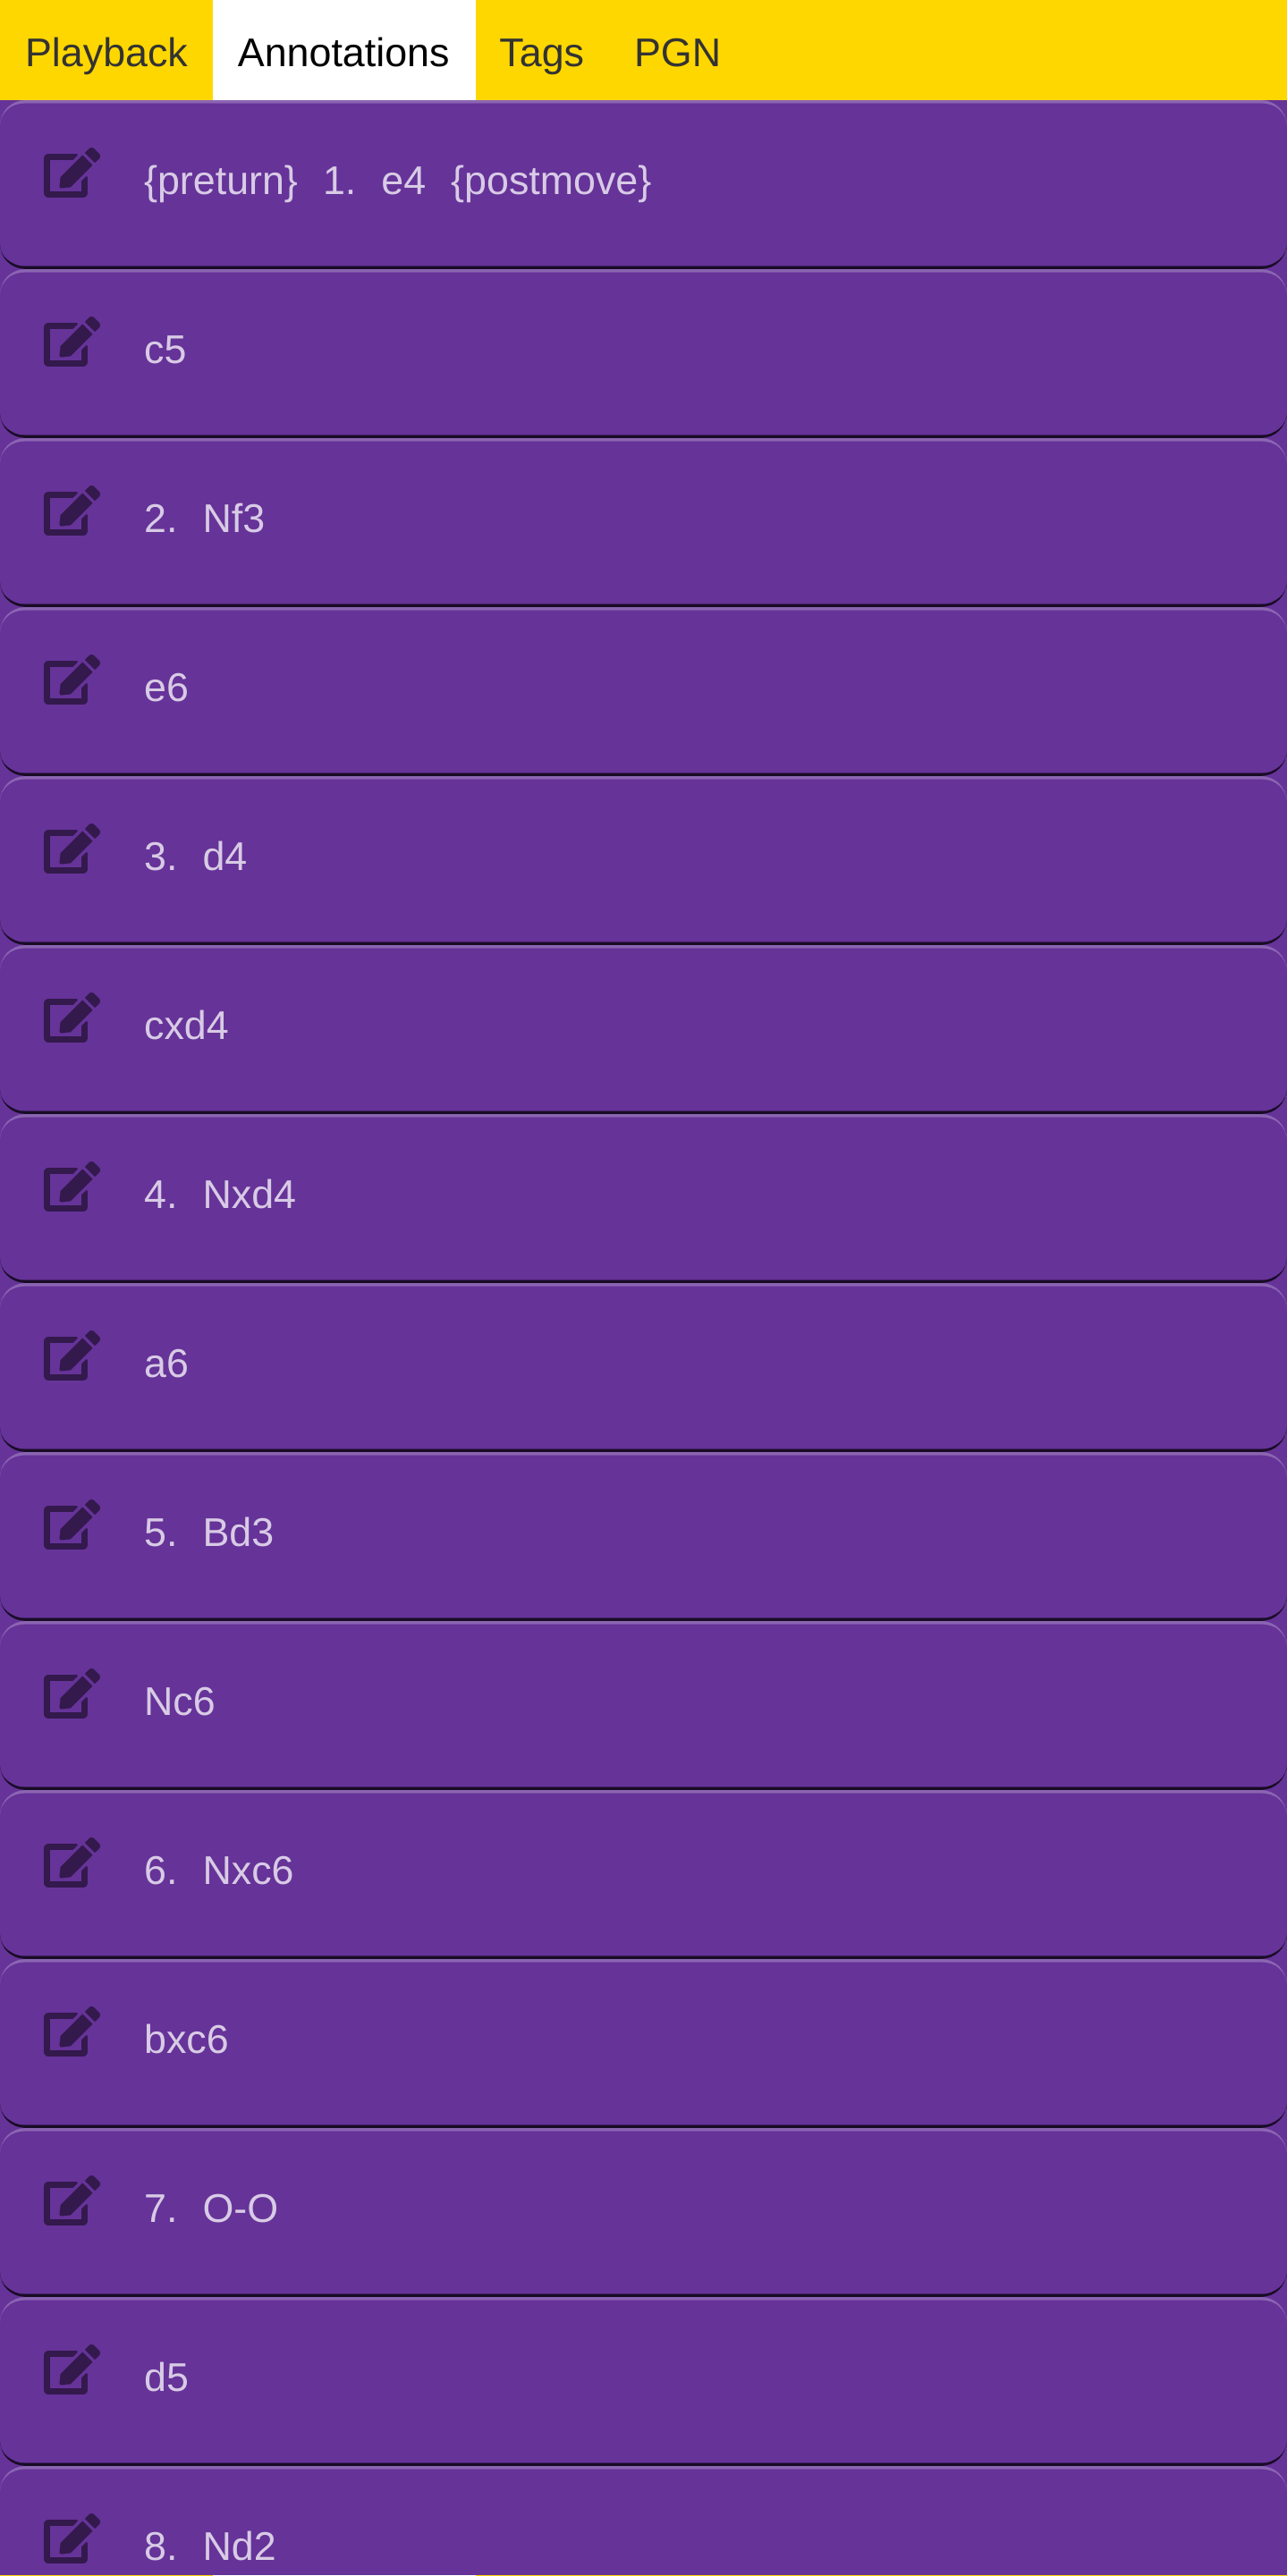 Playback Annotations Tags PGN
{preturn} 1. e4 {postmove}
c5
2. Nf3
e6
3. d4
cxd4
4. Nxd4
a6
5. Bd3
Nc6
6. Nxc6
bxc6
7. O-O
d5
8. Nd2